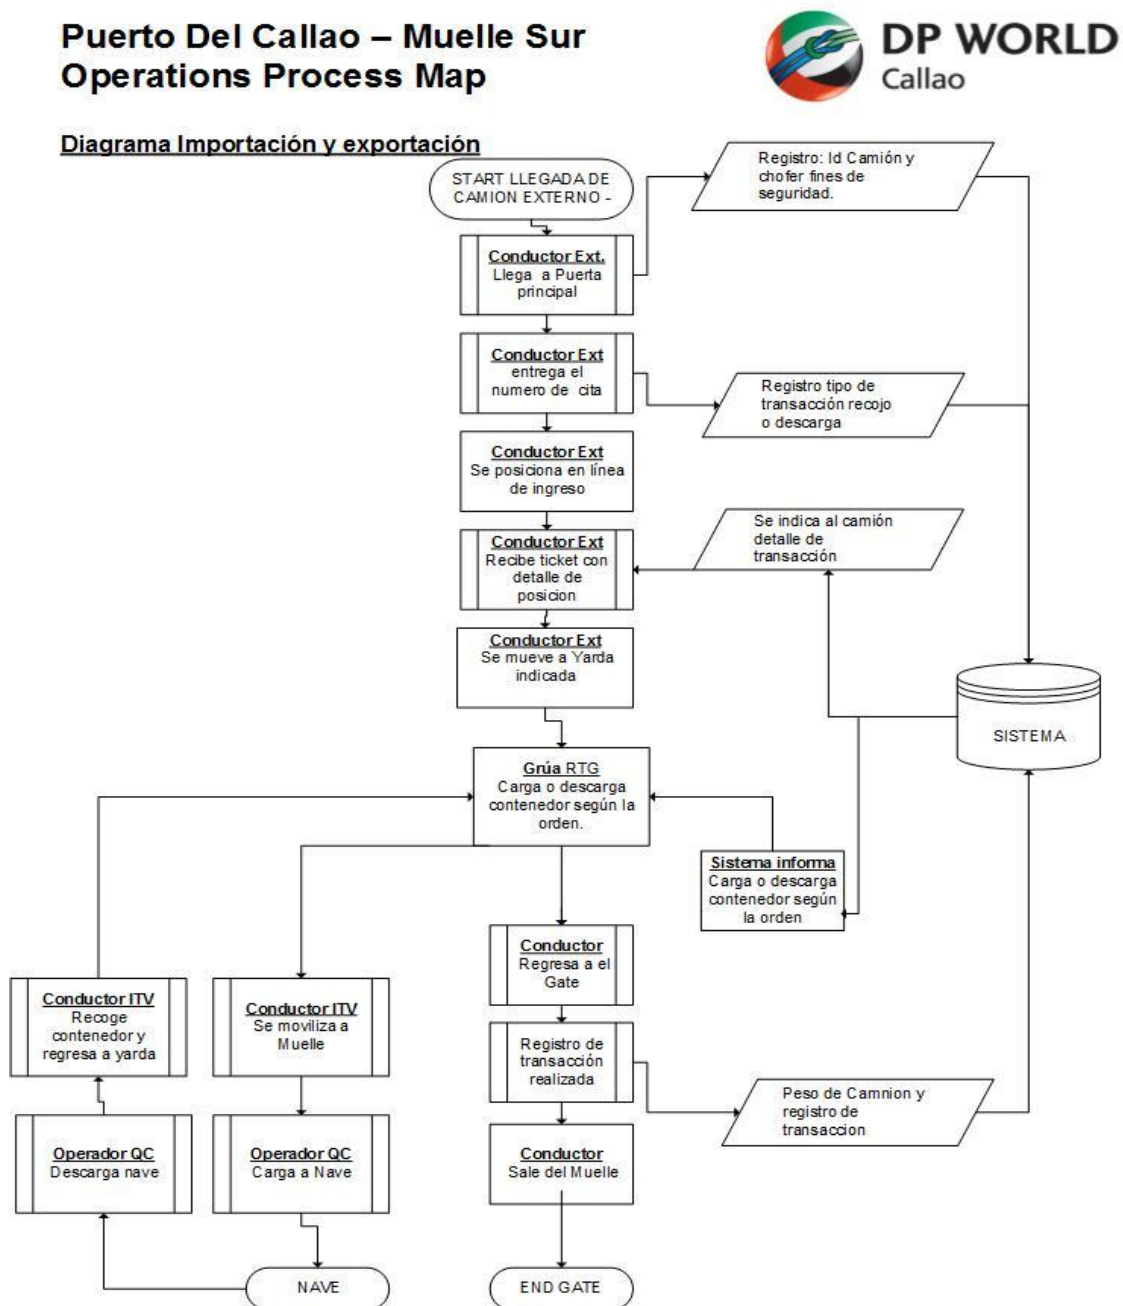 Puerto Del Callao – Muelle Sur
Operations Process Map
DP WORLD
Callao
Diagrama Importación y exportación
START LLEGADA DE
CAMION EXTERNO -
Registro: Id Camión y
chofer fines de
seguridad.
Conductor Ext.
Llega a Puerta
principal
Conductor Ext
entrega el
numero de cita
Registro tipo de
transacción recojo
o descarga
Conductor Ext
Se posiciona en línea
de ingreso
Se indica al camión
detalle de
transacción
Conductor Ext
Recibe ticket con
detalle de
posicion
Conductor Ext
Se mueve a Yarda
indicada
SISTEMA
Grúa RTG
Carga o descarga
contenedor según la
orden.
Sistema informa
Carga o descarga
contenedor según
la orden
Conductor
Regresa a el
Gate
Conductor ITV
Recoge
contenedor y
regresa a yarda
Conductor ITV
Se moviliza a
Muelle
Registro de
transacción
realizada
Peso de Camnion y
registro de
transaccion
Operador QC
Descarga nave
Operador QC
Carga a Nave
Conductor
Sale del Muelle
NAVE
END GATE